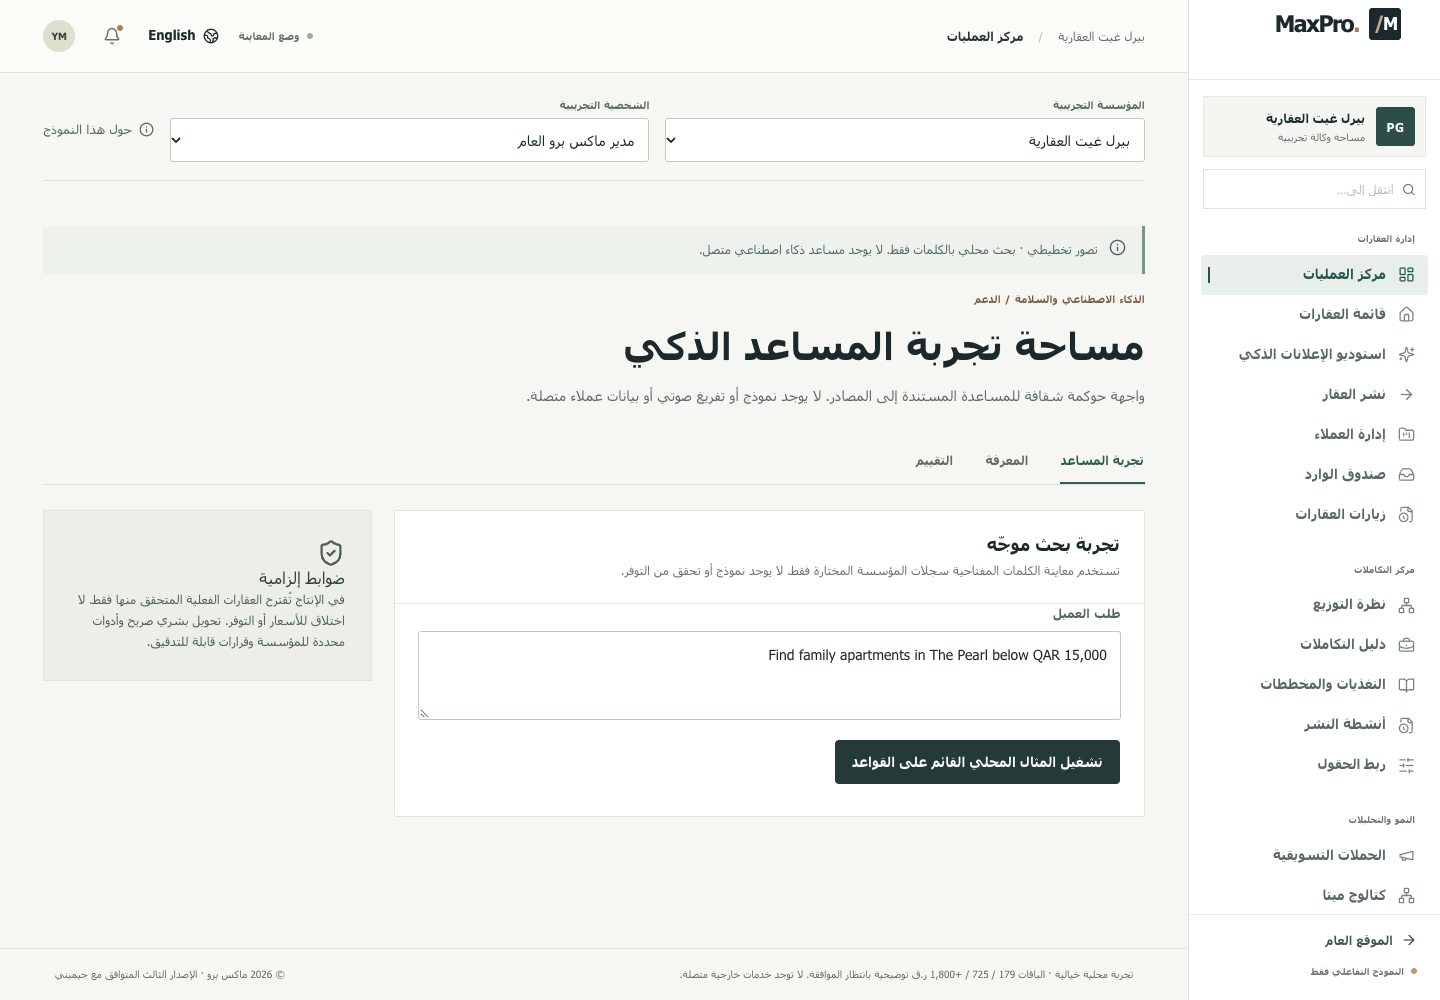 MaxPro.
/M
PG
بيرل غيت العقارية
مساحة وكالة تجريبية
انتقل إلى...
إدارة العقارات
مركز العمليات
قائمة العقارات
استوديو الإعلانات الذكي
نشر العقار
إدارة العملاء
صندوق الوارد
زيارات العقارات
مركز التكاملات
نظرة التوزيع
دليل التكاملات
التغذيات والمخططات
أنشطة النشر
ربط الحقول
النمو والتحليلات
الحملات التسويقية
كتالوج ميتا
الموقع العام
النموذج التفاعلي فقط
بيرل غيت العقارية / مركز العمليات
وضع المعاينة
English
YM
المؤسسة التجريبية
بيرل غيت العقارية
الشخصية التجريبية
مدير ماكس برو العام
حول هذا النموذج
تصور تخطيطي · بحث محلي بالكلمات فقط. لا يوجد مساعد ذكاء اصطناعي متصل.
الذكاء الاصطناعي والسلامة / الدعم
مساحة تجربة المساعد الذكي
واجهة حوكمة شفافة للمساعدة المستندة إلى المصادر. لا يوجد نموذج أو تفريغ صوتي أو بيانات عملاء متصلة.
تجربة المساعد
المعرفة
التقييم
تجربة بحث موجّه
تستخدم معاينة الكلمات المفتاحية سجلات المؤسسة المختارة فقط. لا يوجد نموذج أو تحقق من التوفر.
طلب العميل
Find family apartments in The Pearl below QAR 15,000
تشغيل المثال المحلي القائم على القواعد
ضوابط إلزامية
في الإنتاج تُقترح العقارات الفعلية المتحقق منها فقط. لا
اختلاق للأسعار أو التوفر. تحويل بشري صريح وأدوات
محددة للمؤسسة وقرارات قابلة للتدقيق.
تجربة محلية خيالية · الباقات 179 / 725 / +1,800 ر.ق توضيحية بانتظار الموافقة. لا توجد خدمات خارجية متصلة.
© 2026 ماكس برو · الإصدار الثالث المتوافق مع جيميني